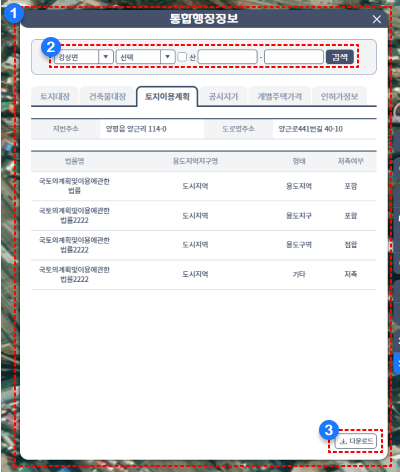 1
통합행정정보
2
강상면 선택 산 - 검색
토지대장 건축물대장 토지이용계획 공시지가 개별주택가격 인허가정보
지번주소 양평읍 양근리 114-0 도로명주소 양근로441번길 40-10
법률명 용도지역지구명 형태 저촉여부
국토의계획및이용에관한
법률 도시지역 용도지역 포함
국토의계획및이용에관한
법률2222 도시지역 용도지구 포함
국토의계획및이용에관한
법률2222 도시지역 용도구역 접합
국토의계획및이용에관한
법률2222 도시지역 기타 저촉
3
다운로드